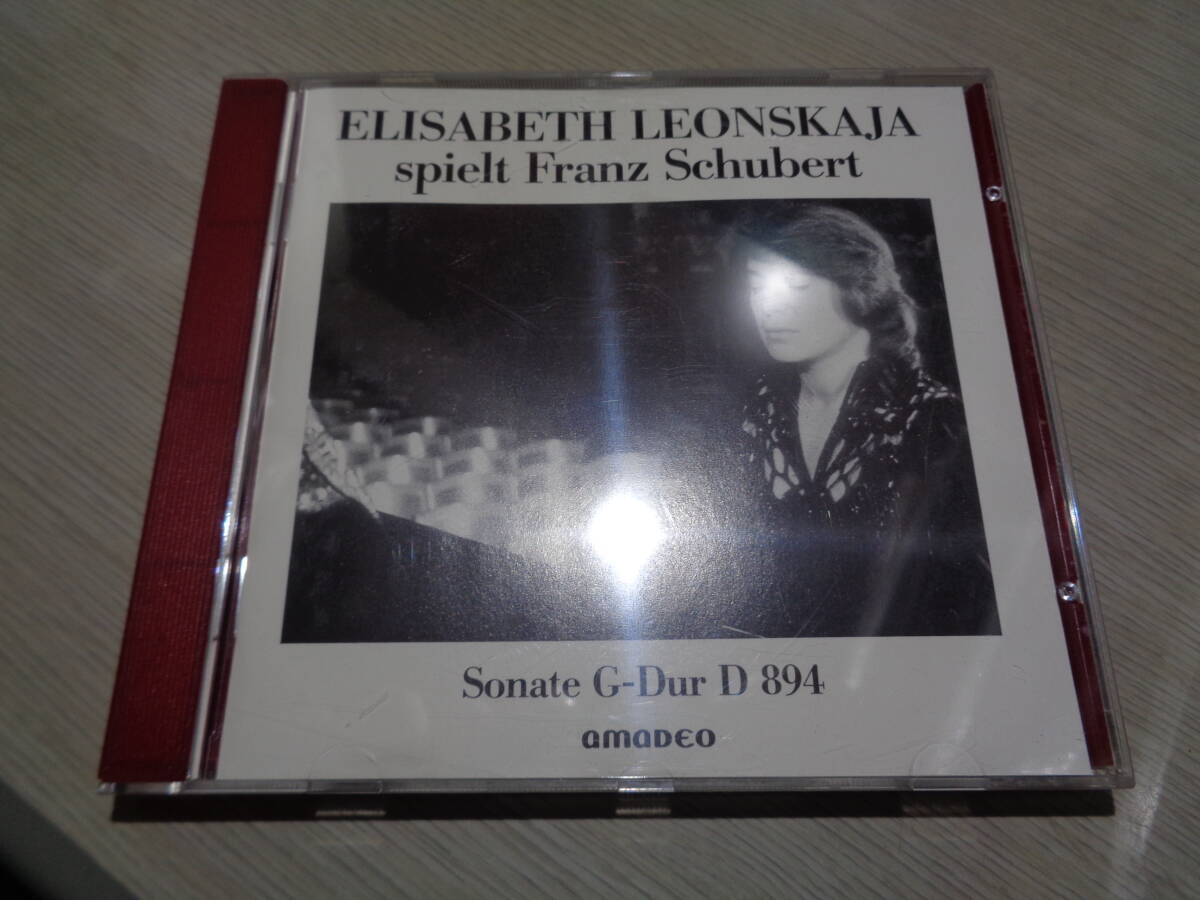 ELISABETH LEONSKAJA
spielt Franz Schubert
Sonate G-Dur D 894
amadeo